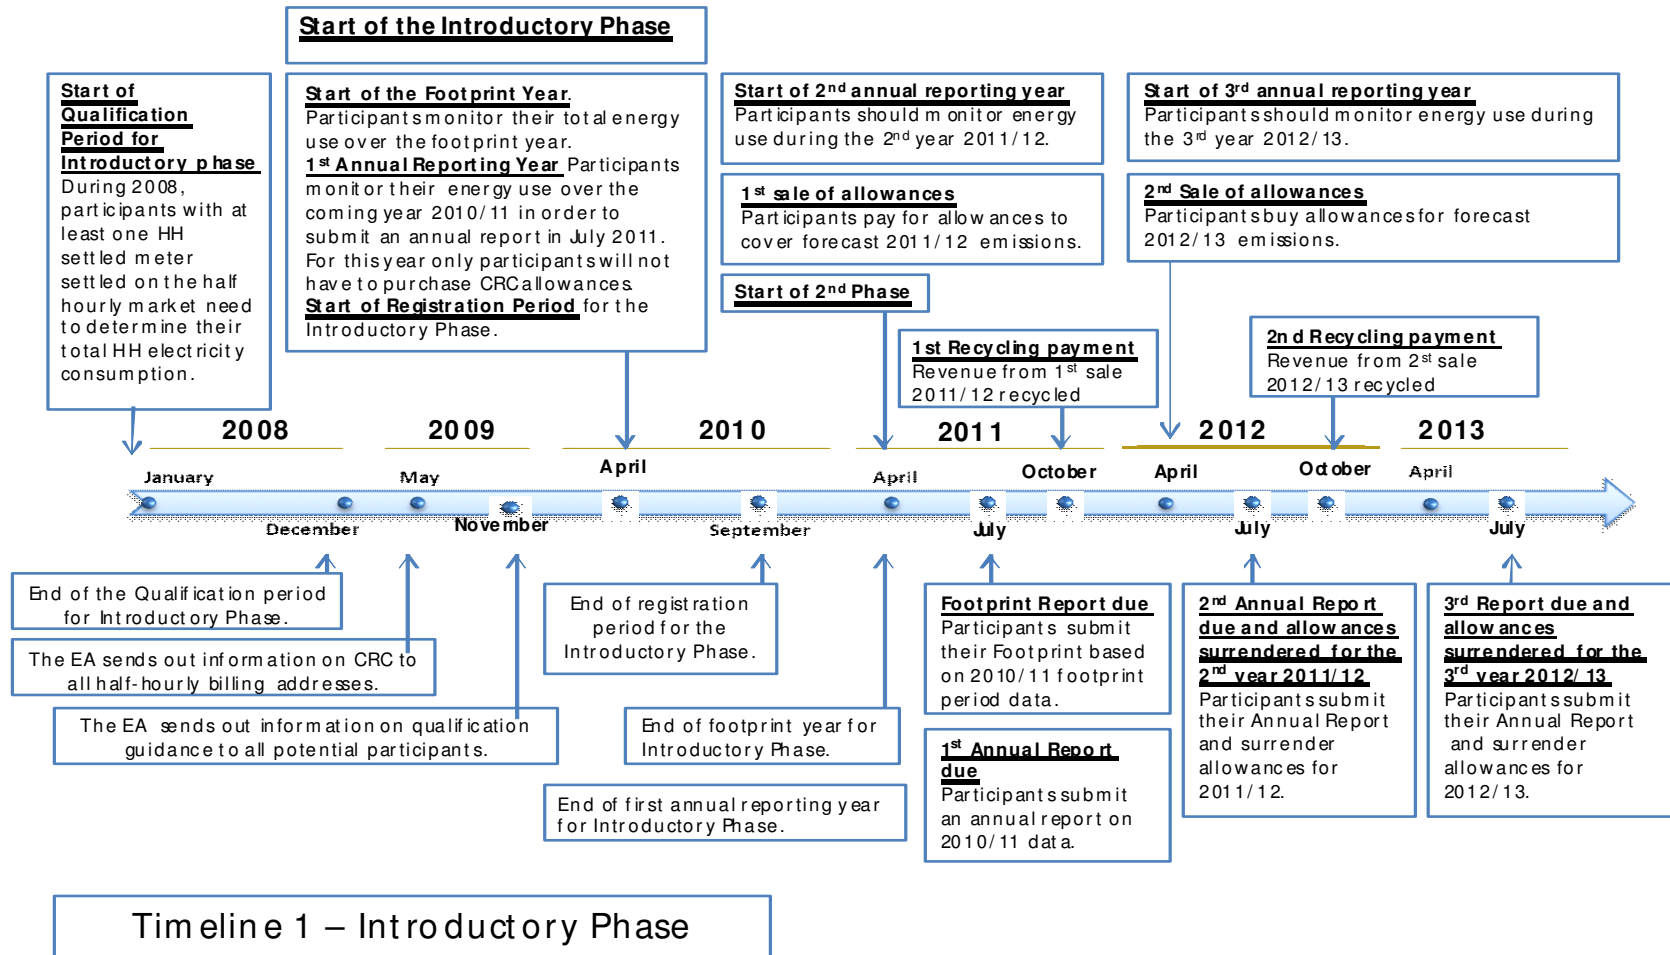 Start of the Introductory Phase
Start of
Qualification
Period for
Introductory phase
During 2008,
participants with at
least one HH
settled meter
settled on the half
hourly market need
to determine their
total HH electricity
consumption.
Start of the Footprint Year.
Participants monitor their total energy
use over the footprint year.
1st Annual Reporting Year Participants
monitor their energy use over the
coming year 2010/11 in order to
submit an annual report in July 2011.
For this year only participants will not
have to purchase CRC allowances.
Start of Registration Period for the
Introductory Phase.
Start of 2nd annual reporting year
Participants should monitor energy
use during the 2nd year 2011/12.
1st sale of allowances
Participants pay for allowances to
cover forecast 2011/12 emissions.
Start of 2nd Phase
1st Recycling payment
Revenue from 1st sale
2011/12 recycled
Start of 3rd annual reporting year
Participants should monitor energy use during
the 3rd year 2012/13.
2nd Sale of allowances
Participants buy allowances for forecast
2012/13 emissions.
2nd Recycling payment
Revenue from 2st sale
2012/13 recycled
2008
2009
2010
2011
2012
2013
January
May
April
April
October
April
October
April
December
November
September
July
July
July
End of the Qualification period
for Introductory Phase.
The EA sends out information on CRC to
all half-hourly billing addresses.
The EA sends out information on qualification
guidance to all potential participants.
End of registration
period for the
Introductory Phase.
End of footprint year for
Introductory Phase.
End of first annual reporting year
for Introductory Phase.
Footprint Report due
Participants submit
their Footprint based
on 2010/11 footprint
period data.
1st Annual Report
due
Participants submit
an annual report on
2010/11 data.
2nd Annual Report
due and allowances
surrendered for the
2nd year 2011/12
Participants submit
their Annual Report
and surrender
allowances for
2011/12.
3rd Report due and
allowances
surrendered for the
3rd year 2012/13
Participants submit
their Annual Report
and surrender
allowances for
2012/13.
Timeline 1 – Introductory Phase